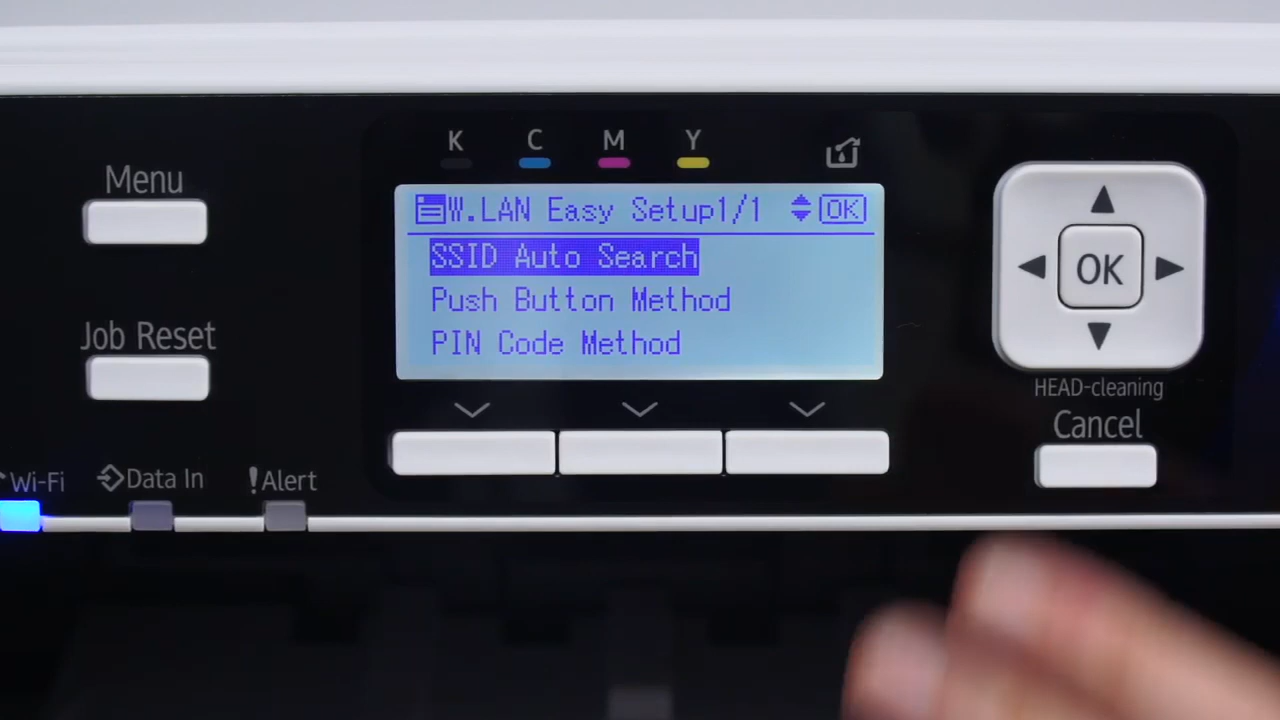 K C M Y
Menu
W.LAN Easy Setup1/1 OK
SSID Auto Search
Push Button Method
PIN Code Method
OK
Job Reset
HEAD-cleaning
Cancel
Wi-Fi
Data In
!Alert